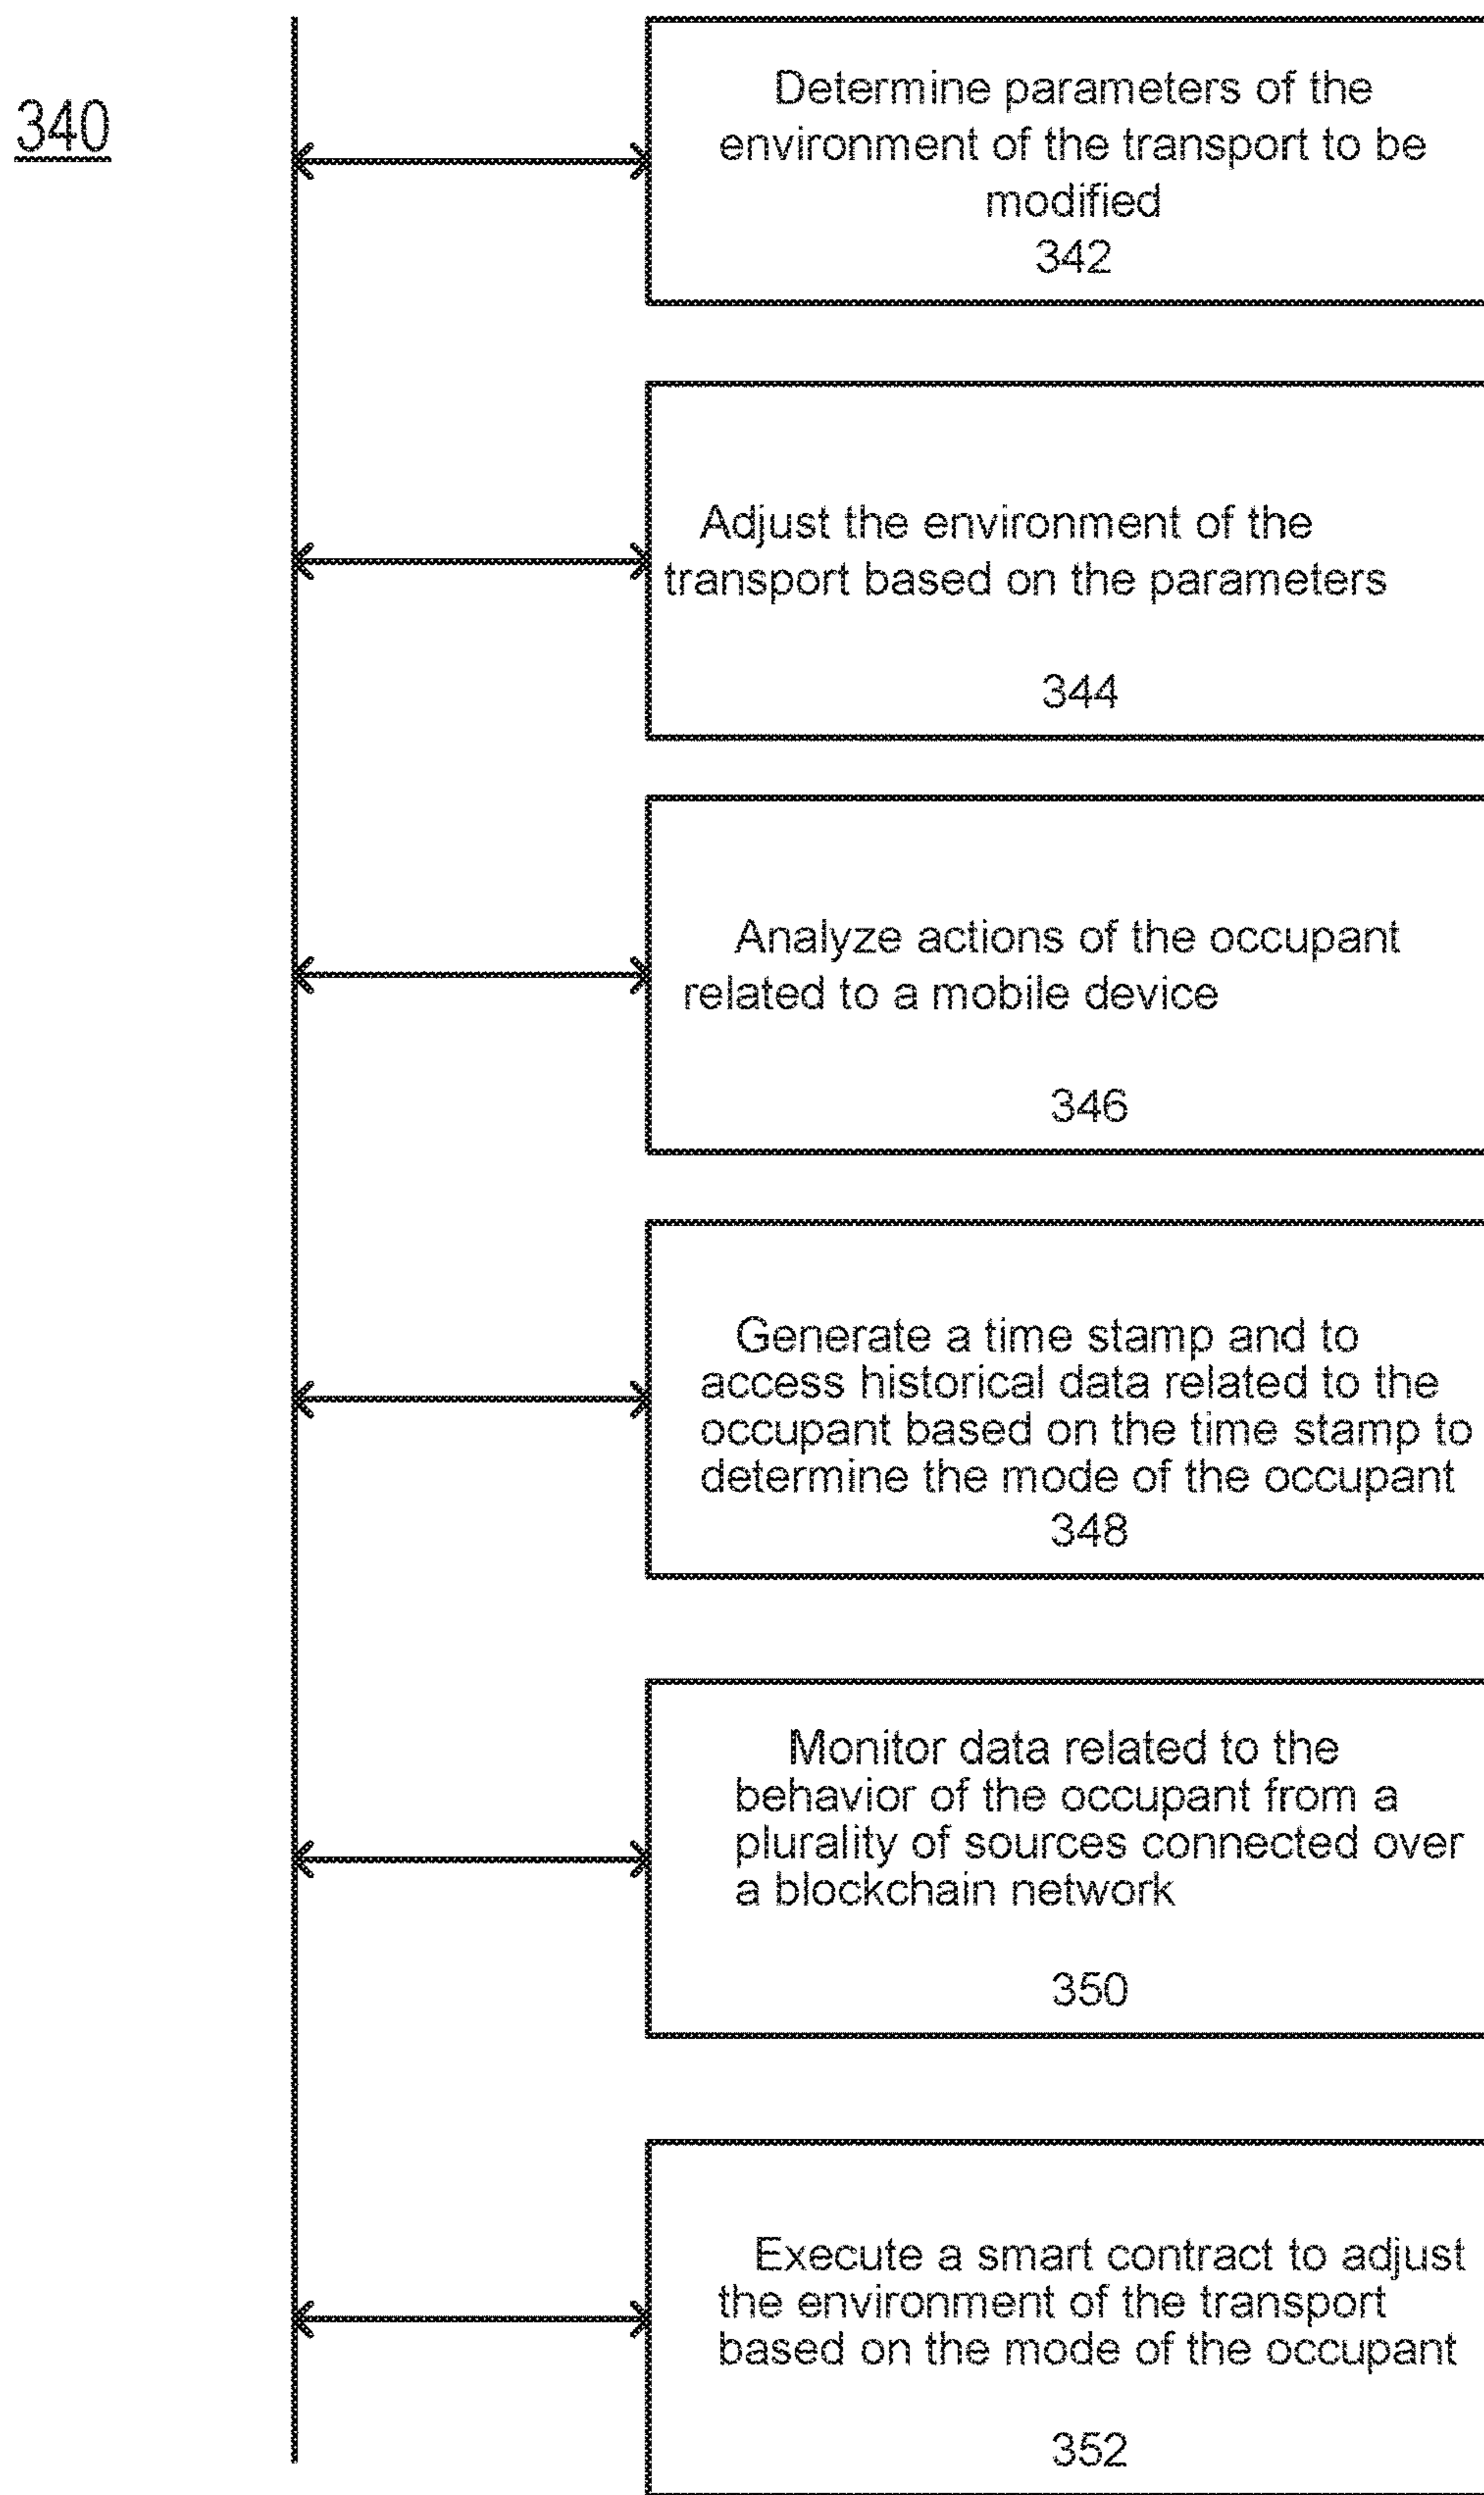 340
Determine parameters of the
environment of the transport to be
modified
342
Adjust the environment of the
transport based on the parameters
344
Analyze actions of the occupant
related to a mobile device
346
Generate a time stamp and to
access historical data related to the
occupant based on the time stamp to
determine the mode of the occupant
348
Monitor data related to the
behavior of the occupant from a
plurality of sources connected over
a blockchain network
350
Execute a smart contract to adjust
the environment of the transport
based on the mode of the occupant
352